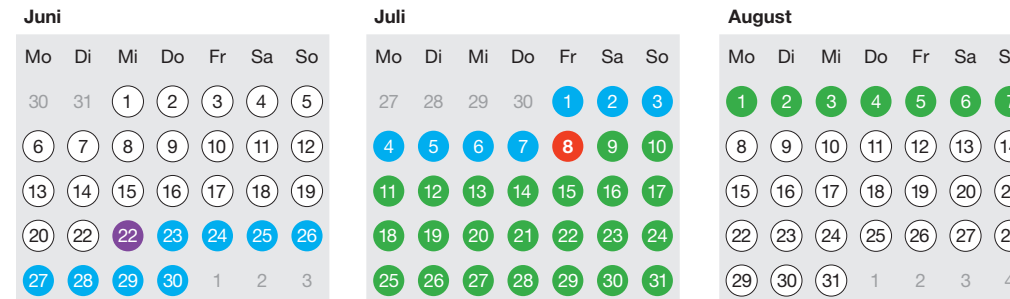 Juni
Mo Di Mi Do Fr Sa So
30 31 1 2 3 4 5
6 7 8 9 10 11 12
13 14 15 16 17 18 19
20 22 22 23 24 25 26
27 28 29 30 1 2 3
Juli
Mo Di Mi Do Fr Sa So
27 28 29 30 1 2 3
4 5 6 7 8 9 10
11 12 13 14 15 16 17
18 19 20 21 22 23 24
25 26 27 28 29 30 31
August
Mo Di Mi Do Fr Sa
1 2 3 4 5 6 7
8 9 10 11 12 13 14
15 16 17 18 19 20
22 23 24 25 26 27
29 30 31 1 2 3 4